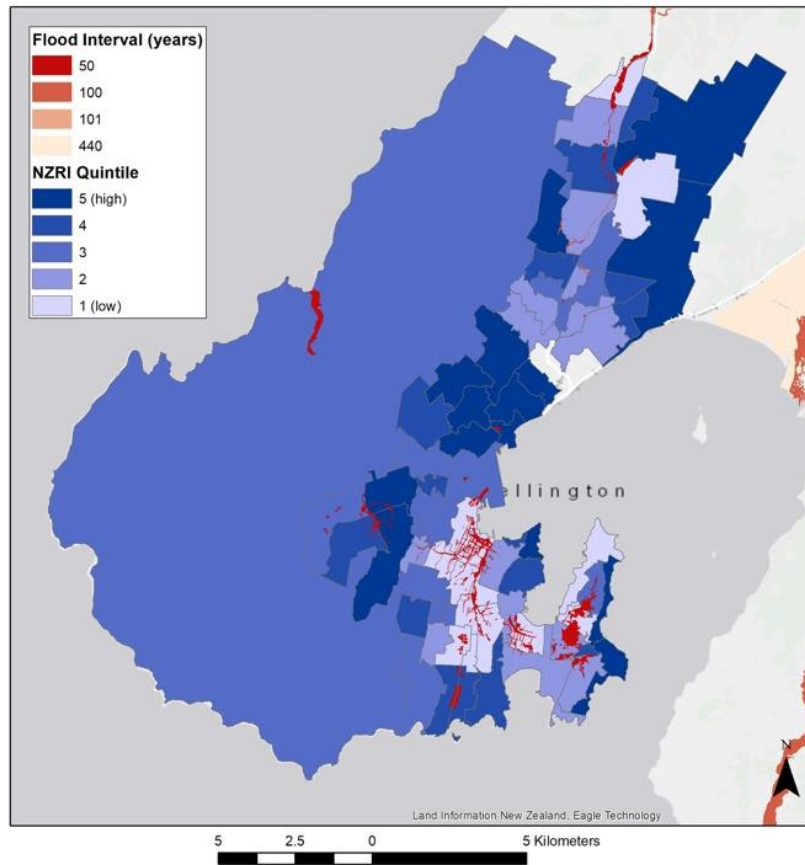 Flood Interval (years)
50
100
101
440
NZRI Quintile
5 (high)
4
3
2
1 (low)
ellington
N
Land Information New Zealand, Eagle Technology
5 2.5 0 5 Kilometers